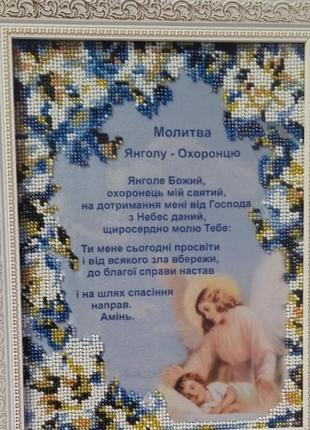 Молитва
Янголу - Охоронцю
Янголе Божий,
охоронець мій святий,
на дотримання мені від Господа
з Небес даний,
щиросердно молю Тебе:
Ти мене сьогодні просвіти
і від всякого зла вбережи,
до благої справи настав
і на шлях спасіння
направ.
Амінь.